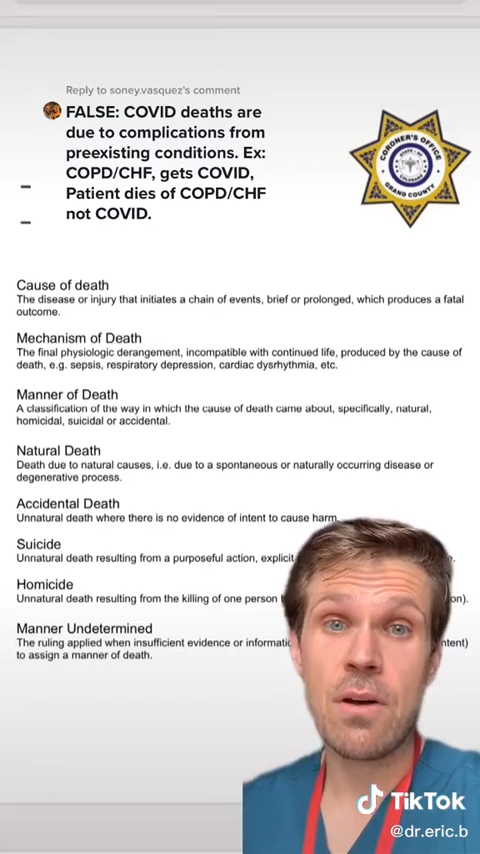 Reply to soney.vasquez's comment
FALSE: COVID deaths are
due to complications from
preexisting conditions. Ex:
COPD/CHF, gets COVID,
Patient dies of COPD/CHF
not COVID.
CORONER'S OFFICE
STATE OF
COLORADO
GRAND COUNTY
Cause of death
The disease or injury that initiates a chain of events, brief or prolonged, which produces a fatal
outcome.
Mechanism of Death
The final physiologic derangement, incompatible with continued life, produced by the cause of
death, e.g. sepsis, respiratory depression, cardiac dysrhythmia, etc.
Manner of Death
A classification of the way in which the cause of death came about, specifically, natural,
homicidal, suicidal or accidental.
Natural Death
Death due to natural causes, i.e. due to a spontaneous or naturally occurring disease or
degenerative process.
Accidental Death
Unnatural death where there is no evidence of intent to cause harm.
Suicide
Unnatural death resulting from a purposeful action, explicit
Homicide
Unnatural death resulting from the killing of one person
on).
Manner Undetermined
The ruling applied when insufficient evidence or informatio
ntent)
to assign a manner of death.
TikTok
@dr.eric.b